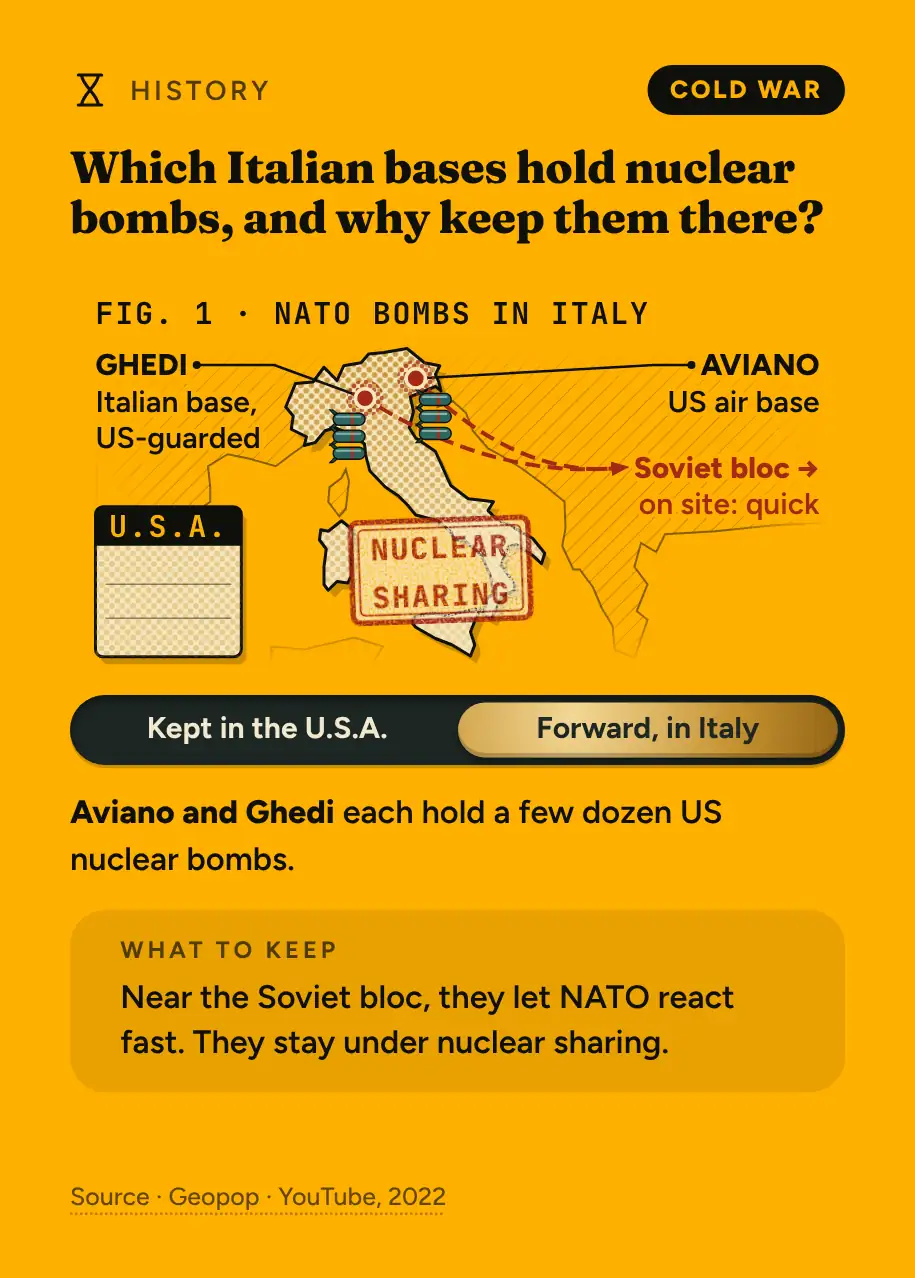 HISTORY
COLD WAR
Which Italian bases hold nuclear
bombs, and why keep them there?
FIG. 1 · NATO BOMBS IN ITALY
GHEDI
Italian base,
US-guarded
AVIANO
US air base
Soviet bloc →
on site: quick
U.S.A.
NUCLEAR
SHARING
Kept in the U.S.A.
Forward, in Italy
Aviano and Ghedi each hold a few dozen US
nuclear bombs.
WHAT TO KEEP
Near the Soviet bloc, they let NATO react
fast. They stay under nuclear sharing.
Source · Geopop · YouTube, 2022